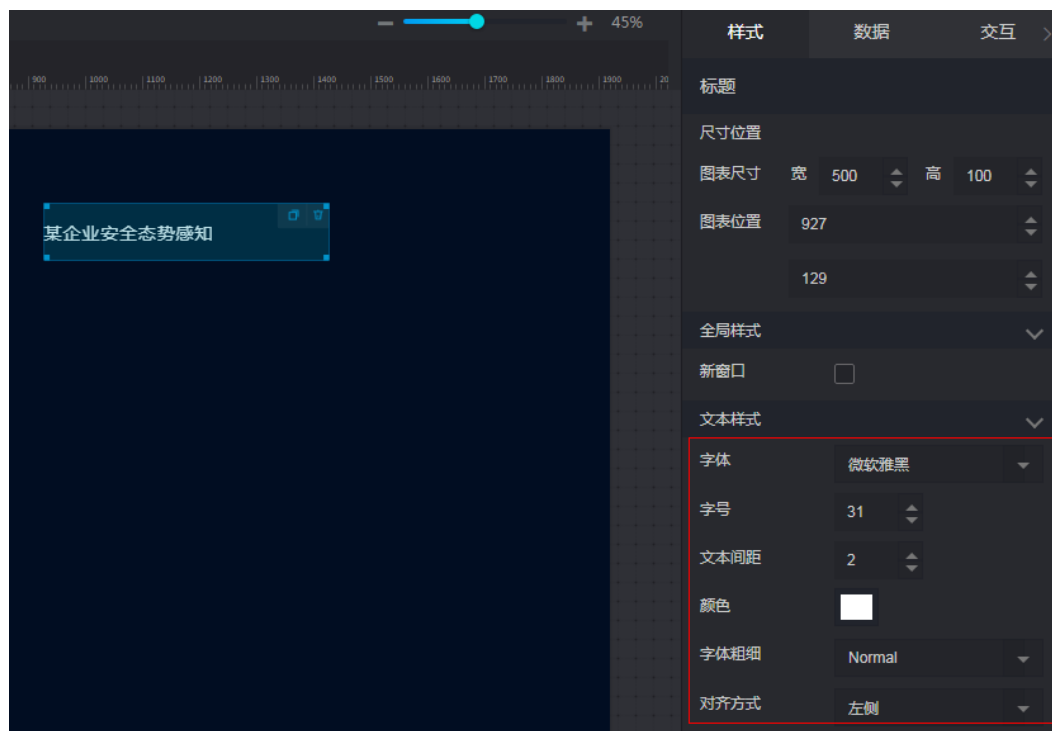 45%
900 1000 1100 1200 1300 1400 1500 1600 1700 1800 1900 20
某企业安全态势感知
样式 数据 交互
标题
尺寸位置
图表尺寸 宽 500 高 100
图表位置 927
129
全局样式
新窗口
文本样式
字体 微软雅黑
字号 31
文本间距 2
颜色
字体粗细 Normal
对齐方式 左侧